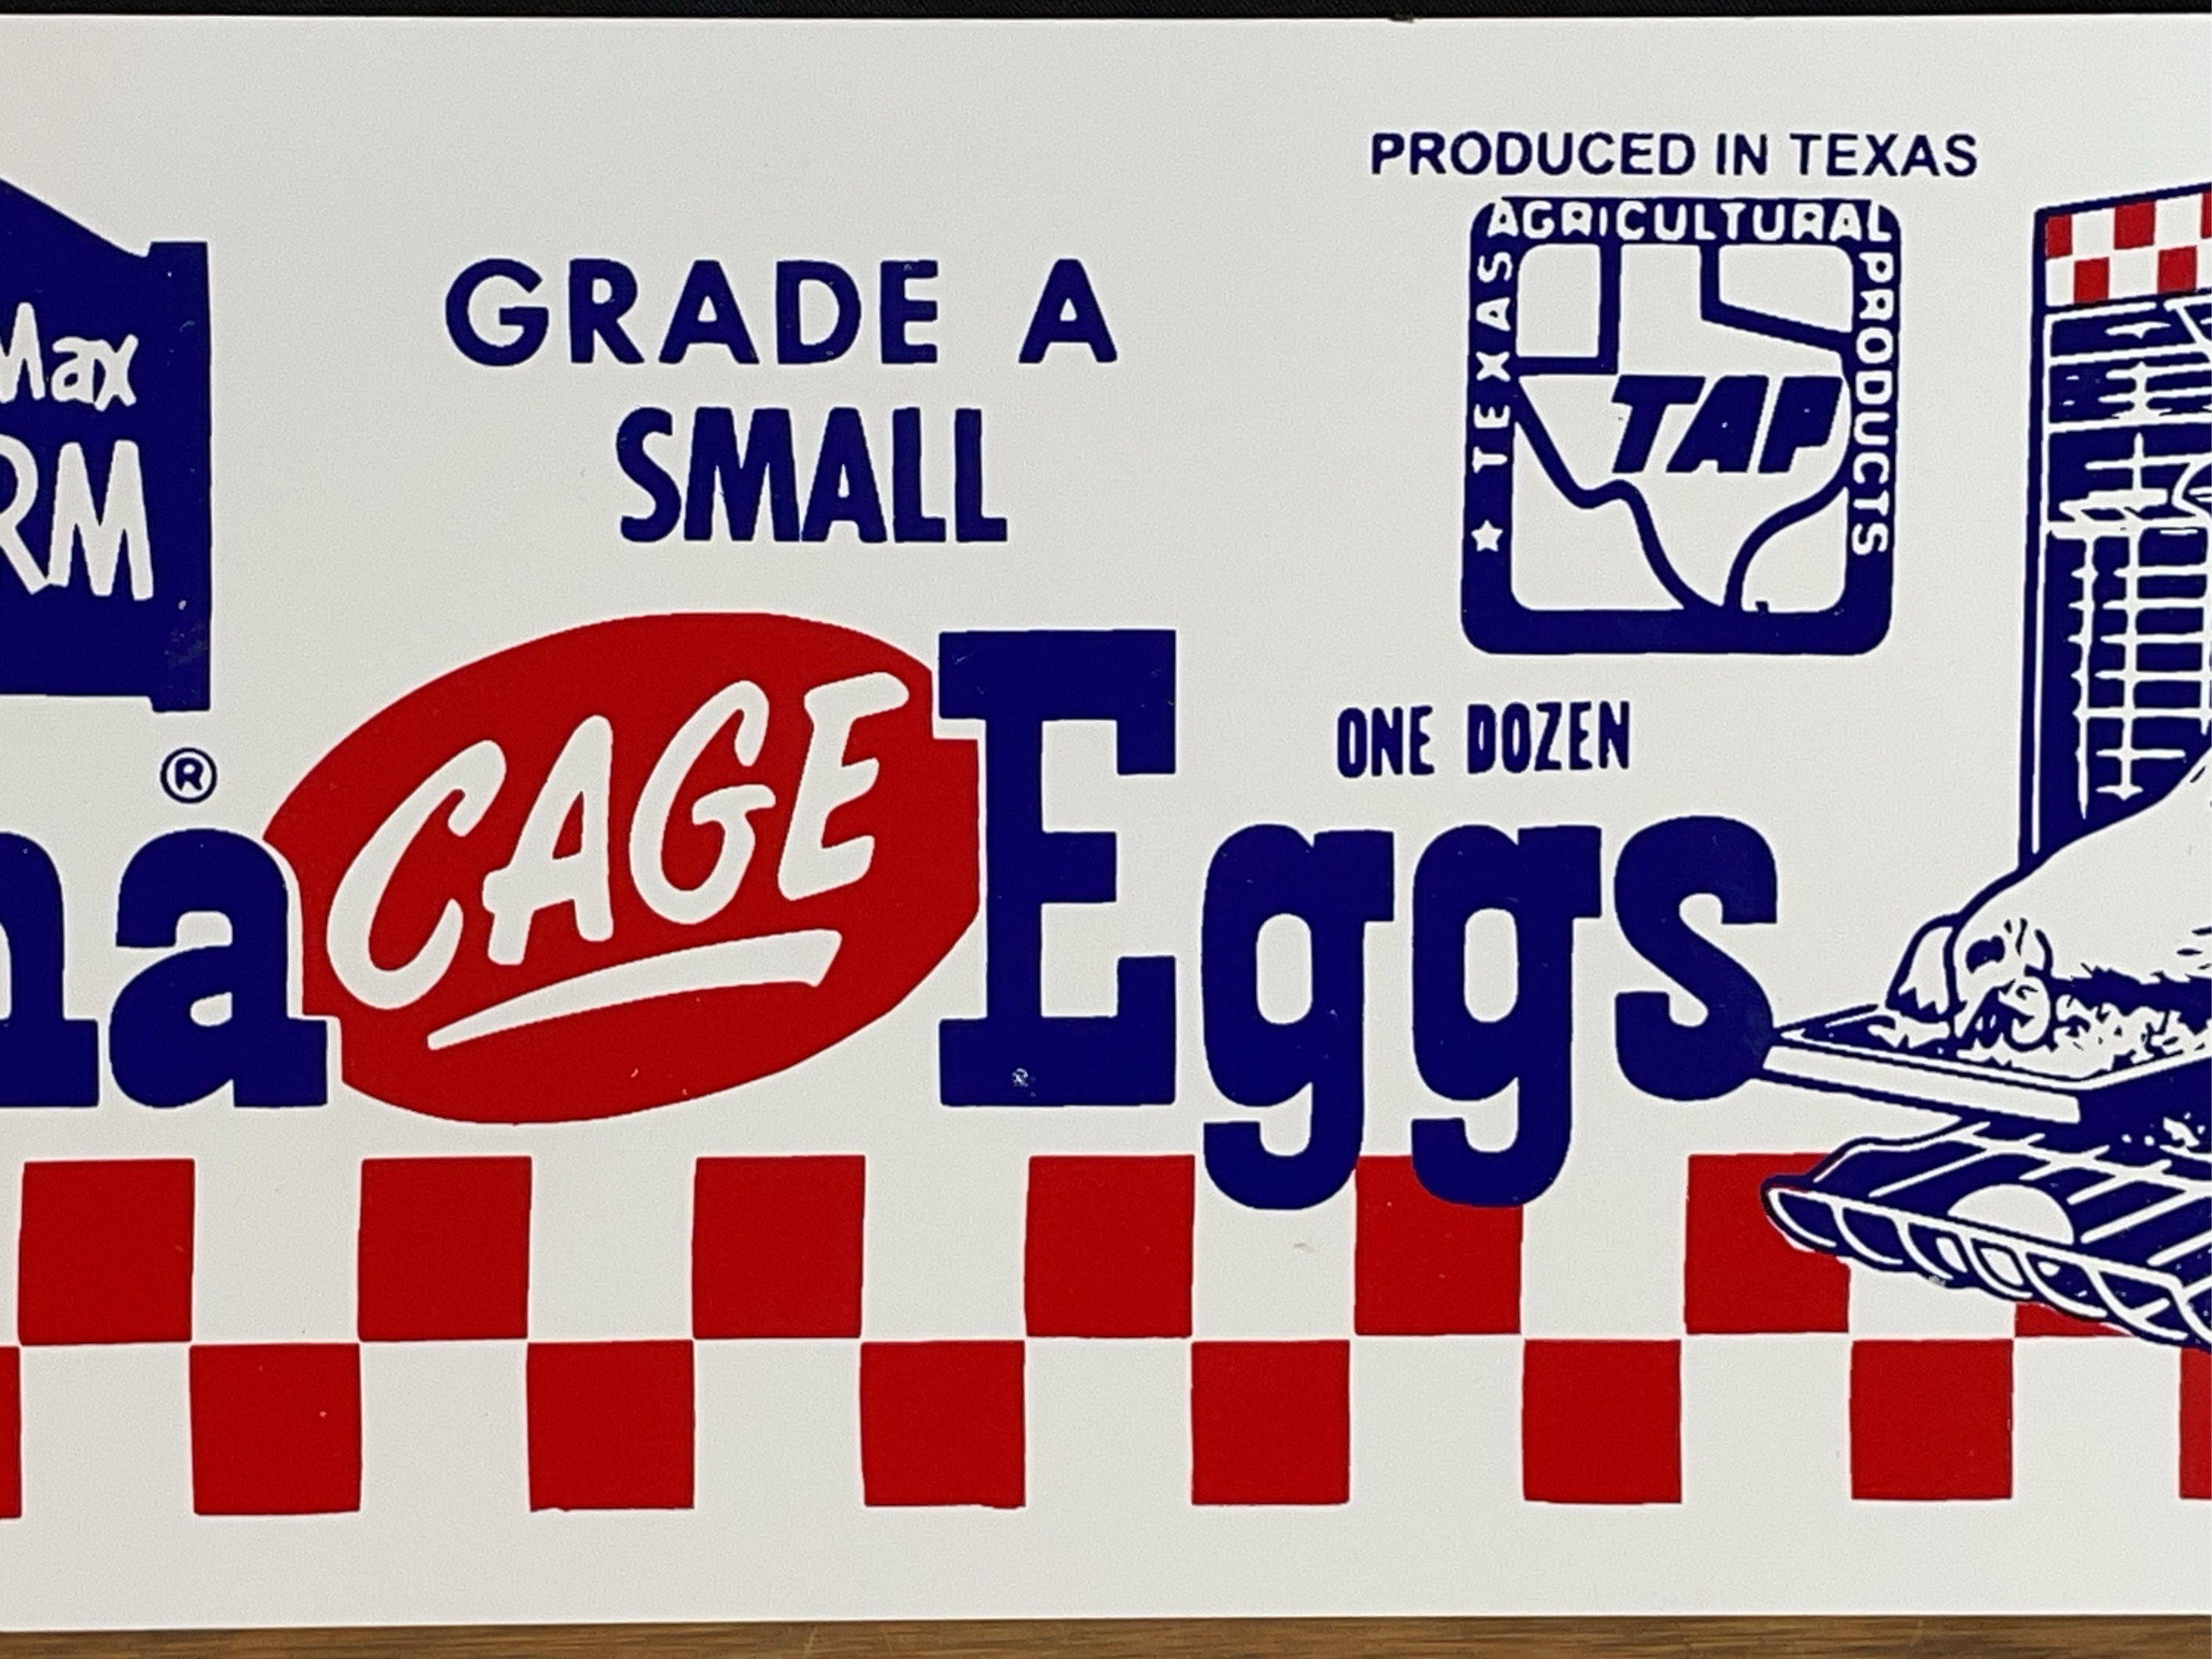 PRODUCED IN TEXAS
★ TEXAS AGRICULTURAL PRODUCTS
TAP
GRADE A
SMALL
Max
RM
®
ONE DOZEN
na CAGE Eggs